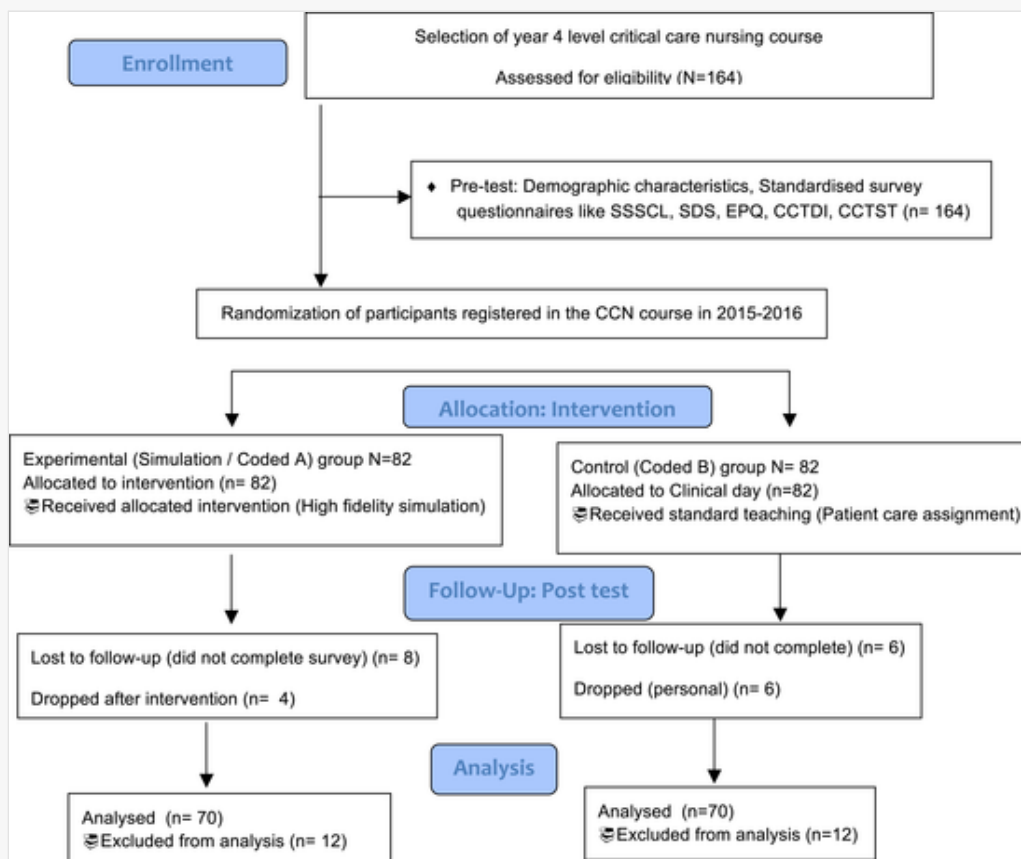 Enrollment
Selection of year 4 level critical care nursing course
Assessed for eligibility (N=164)
♦ Pre-test: Demographic characteristics, Standardised survey
questionnaires like SSSCL, SDS, EPQ, CCTDI, CCTST (n= 164)
Randomization of participants registered in the CCN course in 2015-2016
Allocation: Intervention
Experimental (Simulation / Coded A) group N=82
Allocated to intervention (n= 82)
Received allocated intervention (High fidelity simulation)
Control (Coded B) group N= 82
Allocated to Clinical day (n=82)
Received standard teaching (Patient care assignment)
Follow-Up: Post test
Lost to follow-up (did not complete survey) (n= 8)
Dropped after intervention (n= 4)
Lost to follow-up (did not complete) (n= 6)
Dropped (personal) (n= 6)
Analysis
Analysed (n= 70)
Excluded from analysis (n= 12)
Analysed (n=70)
Excluded from analysis (n=12)